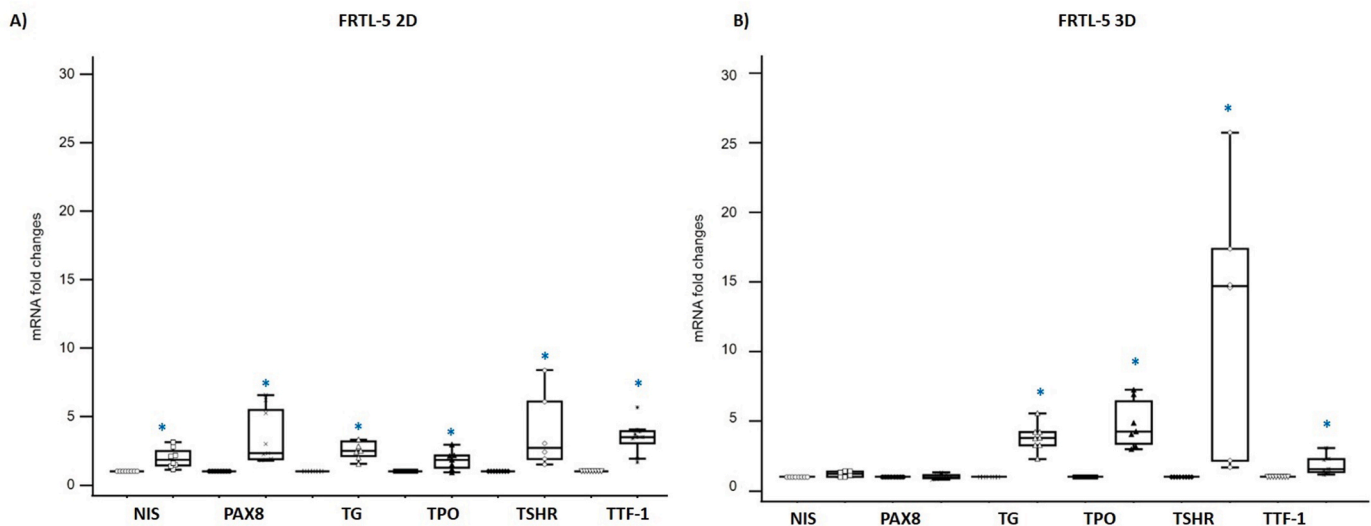 A) FRTL-5 2D
mRNA fold changes
30
25
20
15
10
5
0
* * * * * *
NIS PAX8 TG TPO TSHR TTF-1
B) FRTL-5 3D
mRNA fold changes
30
25
20
15
10
5
0
* * * *
NIS PAX8 TG TPO TSHR TTF-1